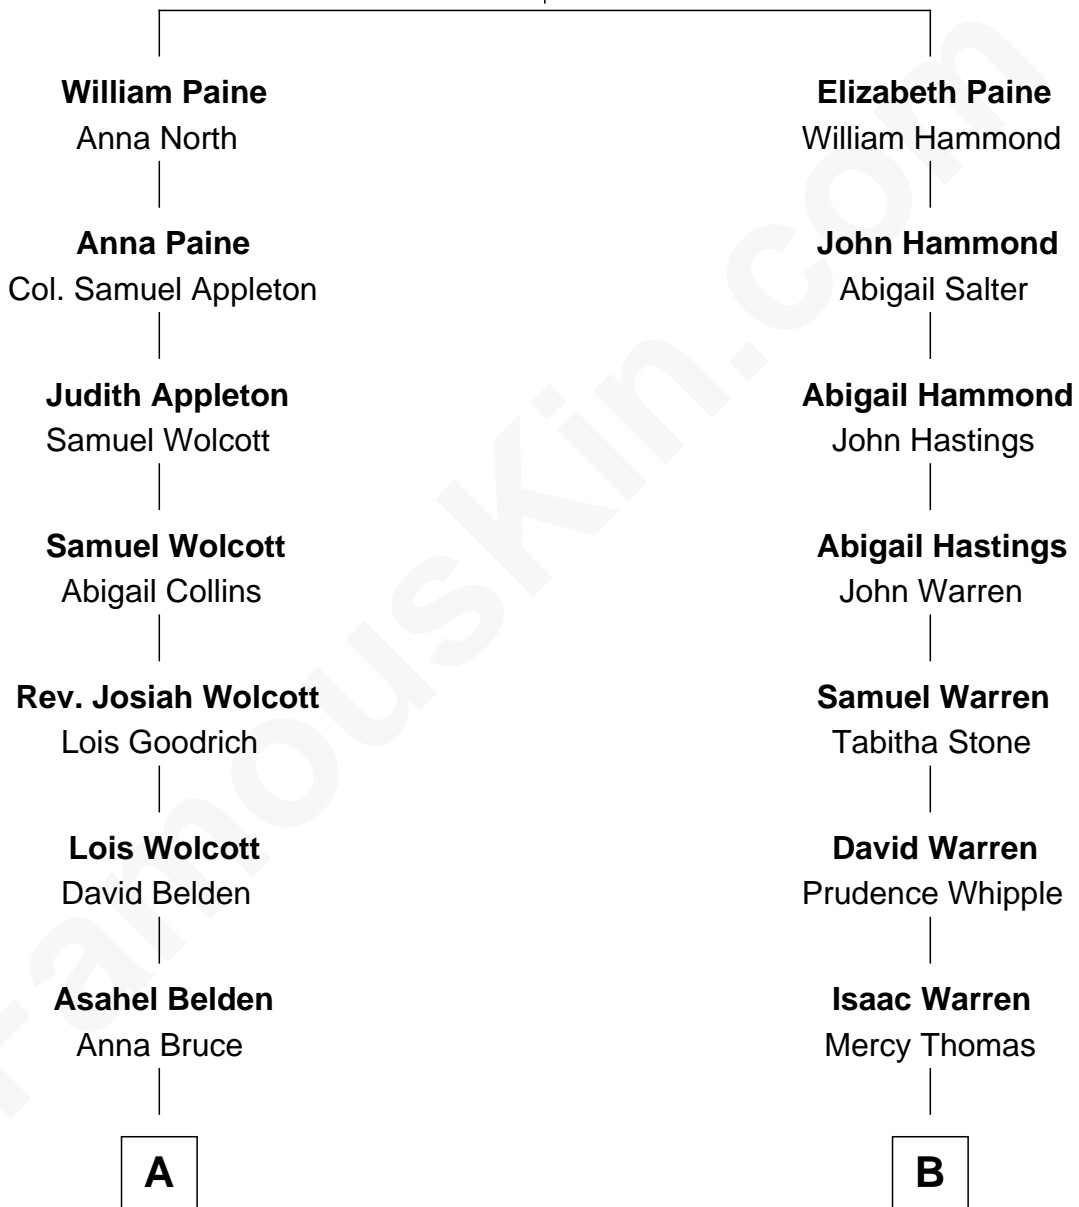 William Paine
Anna North
Anna Paine
Col. Samuel Appleton
Judith Appleton
Samuel Wolcott
Samuel Wolcott
Abigail Collins
Rev. Josiah Wolcott
Lois Goodrich
Lois Wolcott
David Belden
Asahel Belden
Anna Bruce
A
Elizabeth Paine
William Hammond
John Hammond
Abigail Salter
Abigail Hammond
John Hastings
Abigail Hastings
John Warren
Samuel Warren
Tabitha Stone
David Warren
Prudence Whipple
Isaac Warren
Mercy Thomas
B
FamousKin.com